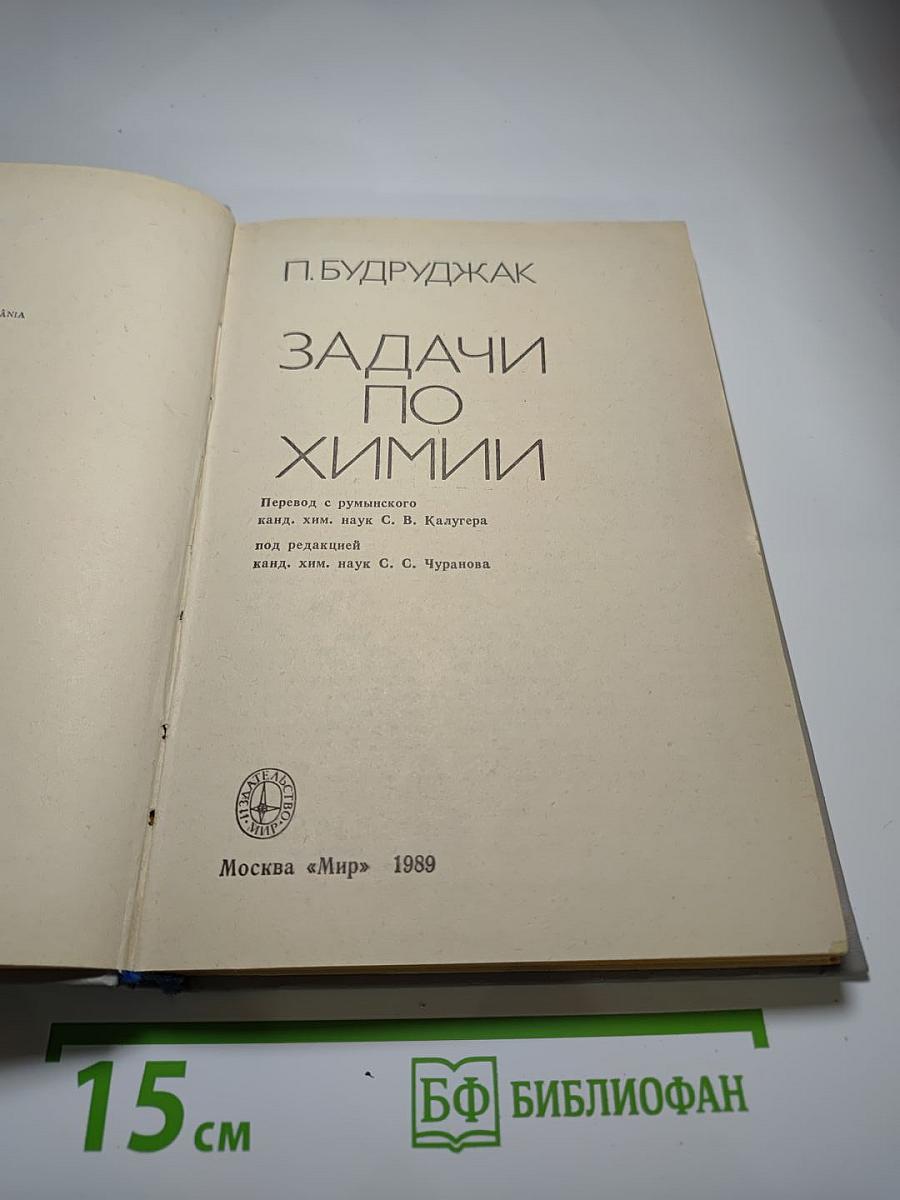 ÂNIA
П. БУДРУДЖАК
ЗАДАЧИ
ПО
ХИМИИ
Перевод с румынского
канд. хим. наук С. В. Калугера
под редакцией
канд. хим. наук С. С. Чуранова
ИЗДАТЕЛЬСТВО · МИР ·
Москва «Мир» 1989
15 см
БФ БИБЛИОФАН